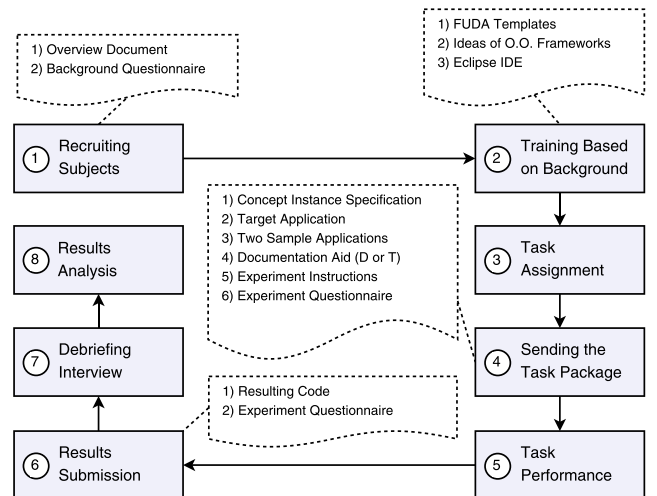 1) Overview Document
2) Background Questionnaire
1) FUDA Templates
2) Ideas of O.O. Frameworks
3) Eclipse IDE
1 Recruiting
Subjects
2 Training Based
on Background
1) Concept Instance Specification
2) Target Application
3) Two Sample Applications
4) Documentation Aid (D or T)
5) Experiment Instructions
6) Experiment Questionnaire
8 Results
Analysis
3 Task
Assignment
7 Debriefing
Interview
4 Sending the
Task Package
1) Resulting Code
2) Experiment Questionnaire
6 Results
Submission
5 Task
Performance